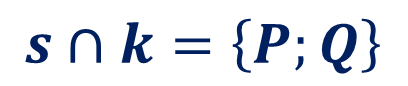 s ∩ k = {P; Q}